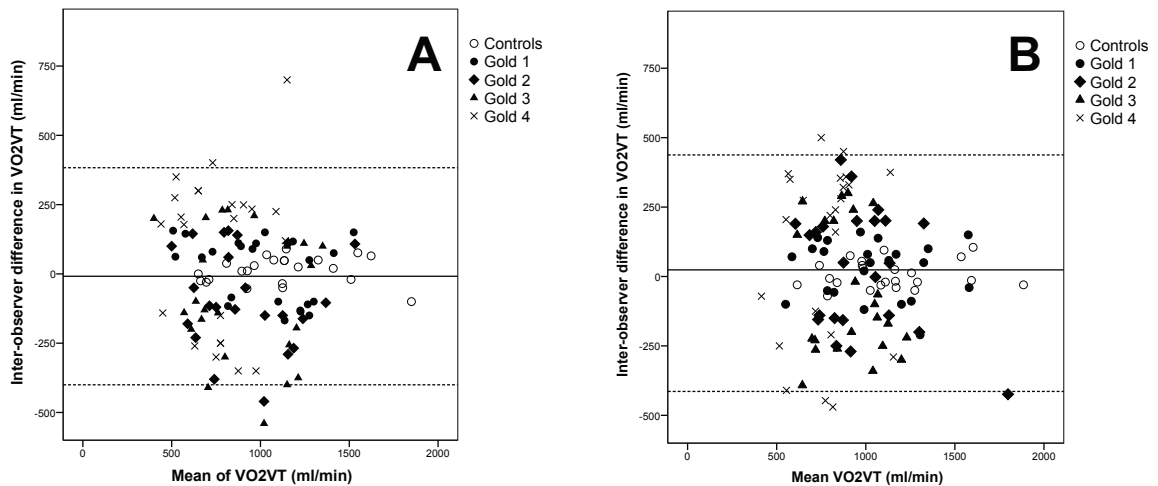 A
Controls
Gold 1
Gold 2
Gold 3
Gold 4
Inter-observer difference in VO2VT (ml/min)
750
500
250
0
-250
-500
0
500
1000
1500
2000
Mean of VO2VT (ml/min)
B
Controls
Gold 1
Gold 2
Gold 3
Gold 4
Inter-observer difference in VO2VT (ml/min)
750
500
250
0
-250
-500
0
500
1000
1500
2000
Mean VO2VT (ml/min)